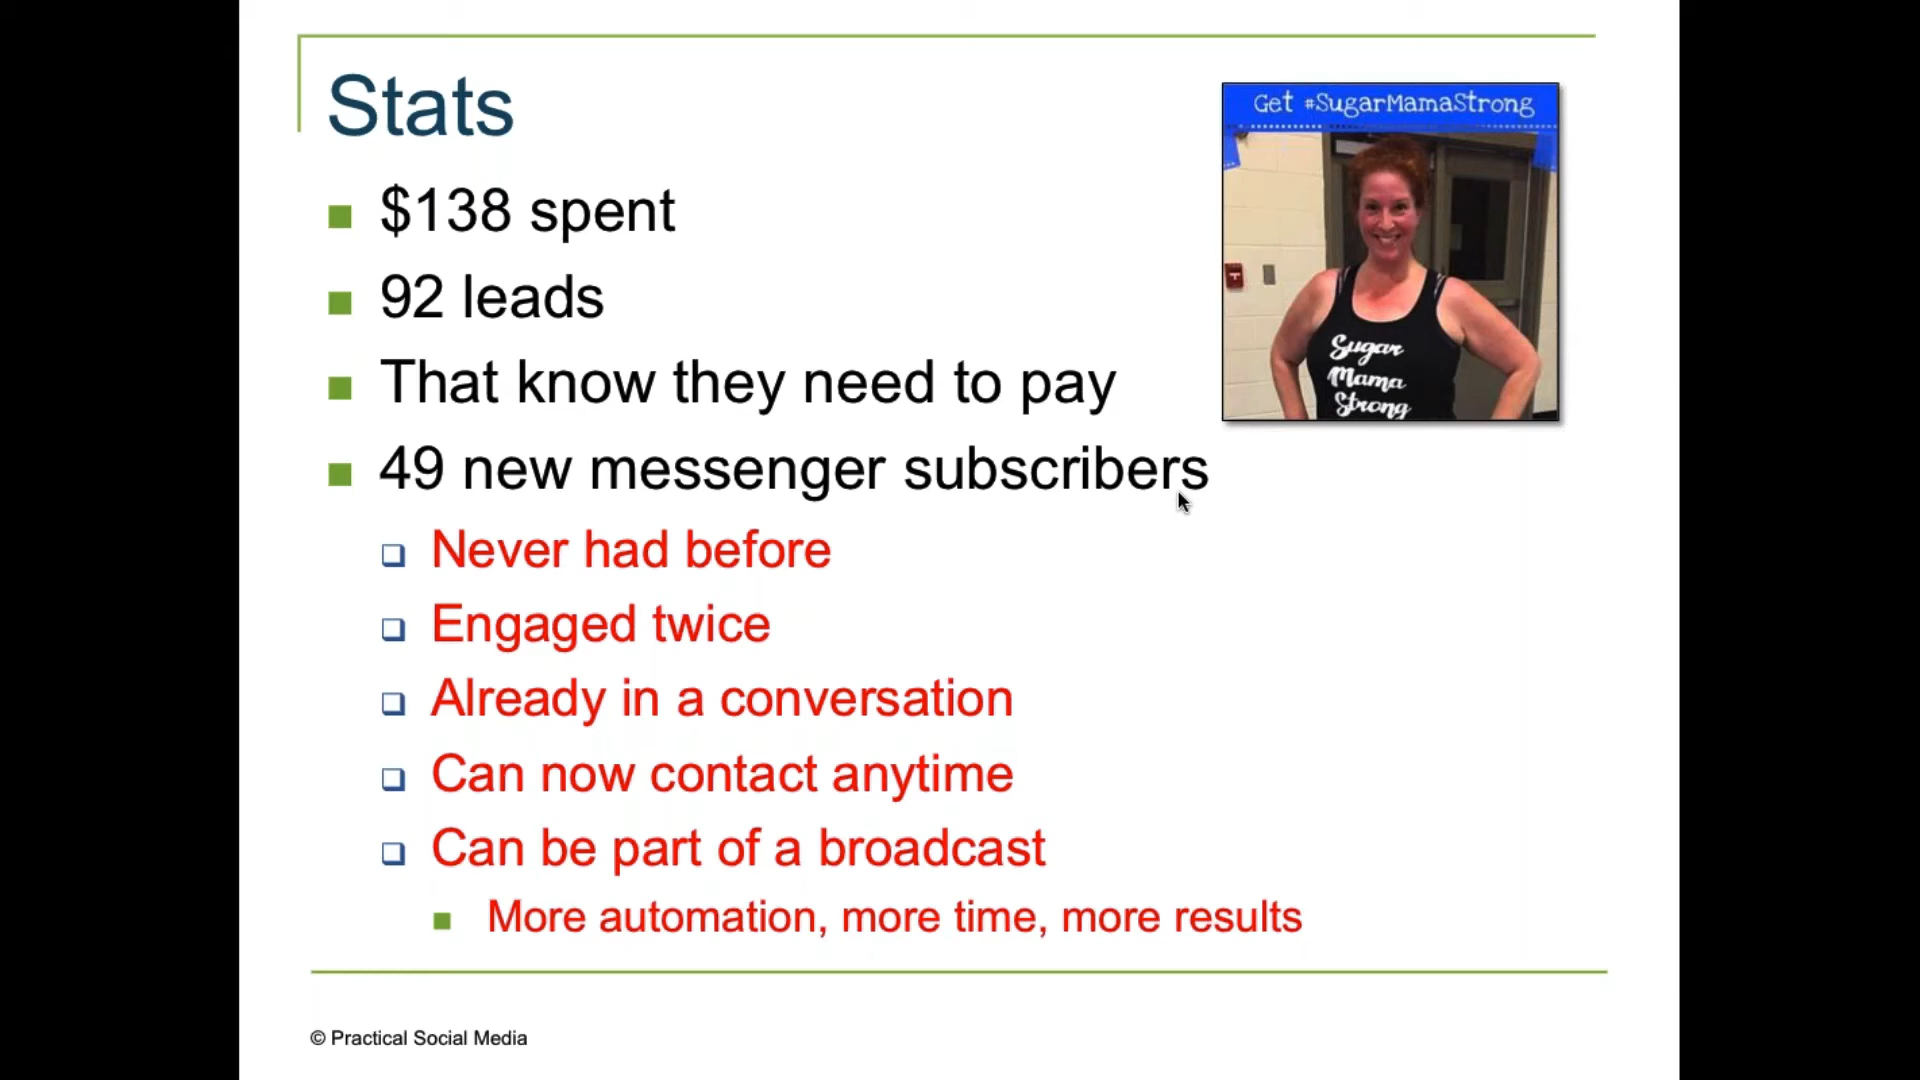 Stats
Get #SugarMamaStrong
$138 spent
92 leads
That know they need to pay
Sugar
Mama
Strong
49 new messenger subscribers
Never had before
Engaged twice
Already in a conversation
Can now contact anytime
Can be part of a broadcast
More automation, more time, more results
© Practical Social Media